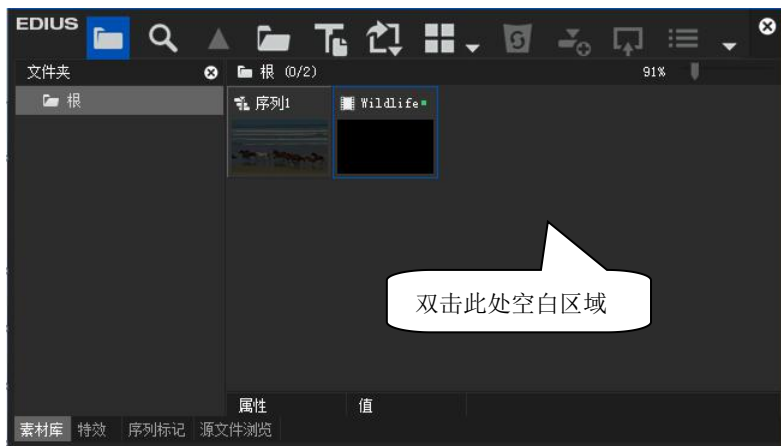 EDIUS
文件夹
根 (0/2)
91%
根
序列1
Wildlife
双击此处空白区域
属性 值
素材库 特效 序列标记 源文件浏览